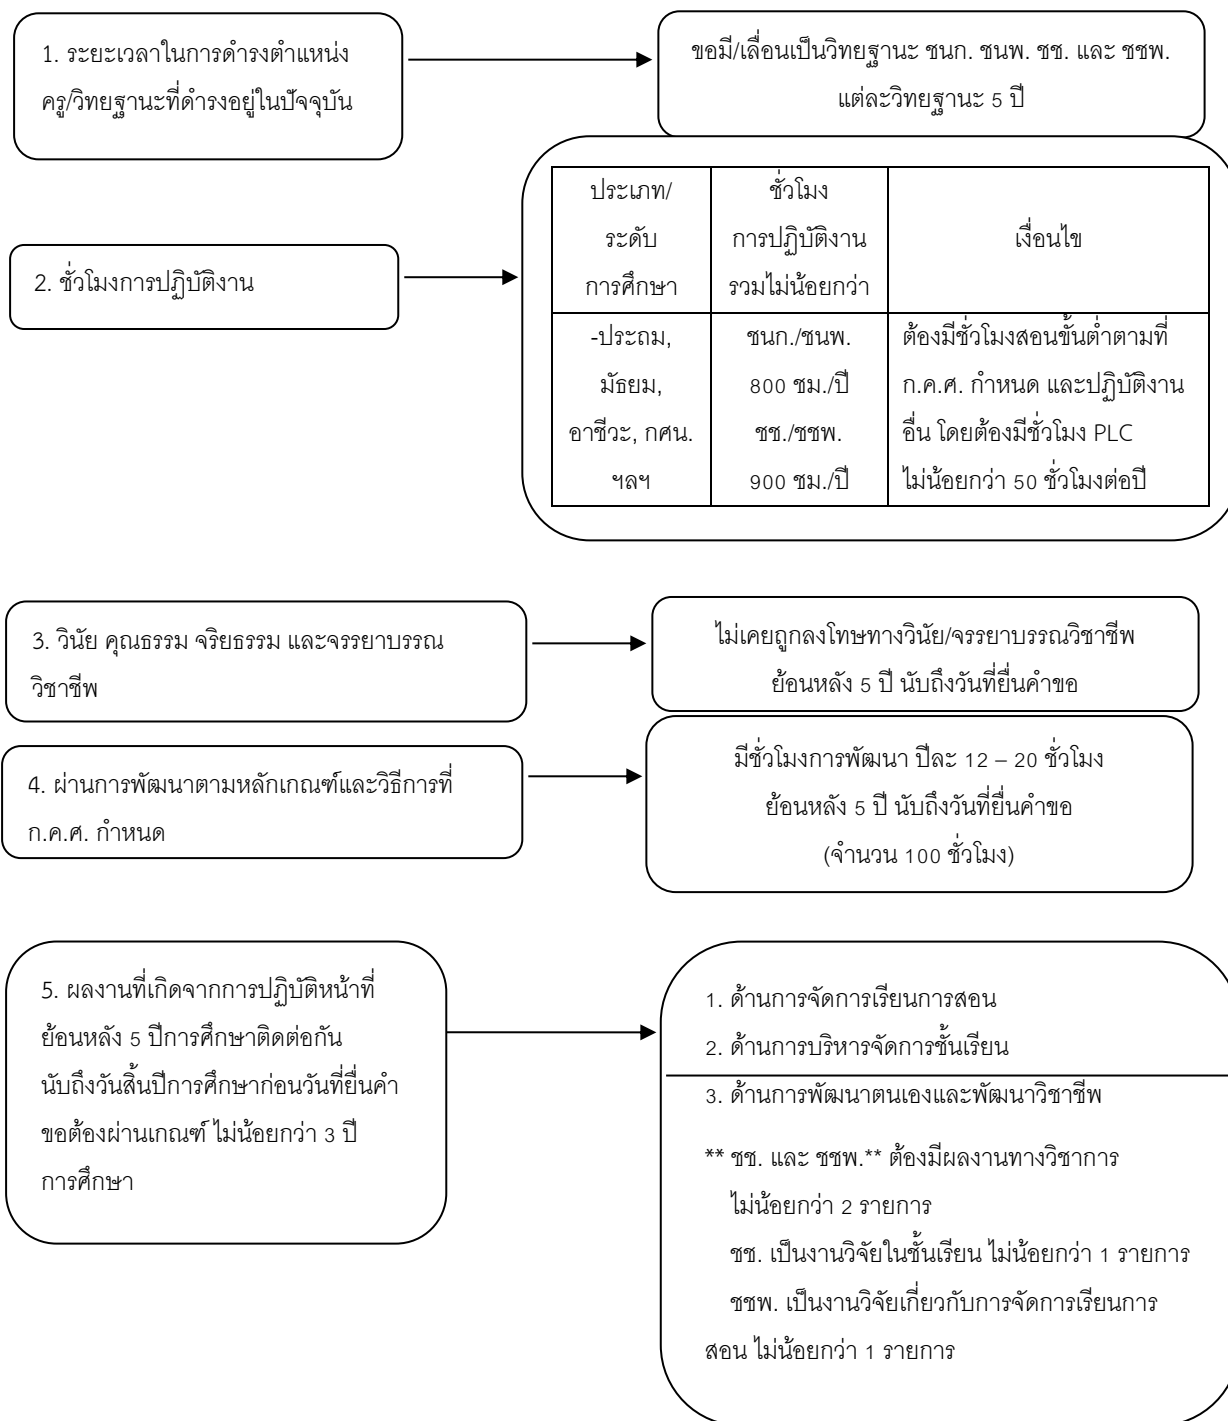 1. ระยะเวลาในการดำรงตำแหน่ง
ครู/วิทยฐานะที่ดำรงอยู่ในปัจจุบัน
ขอมี/เลื่อนเป็นวิทยฐานะ ชนก. ชนพ. ชช. และ ชชพ.
แต่ละวิทยฐานะ 5 ปี
2. ชั่วโมงการปฏิบัติงาน
ประเภท/
ระดับ
การศึกษา
ชั่วโมง
การปฏิบัติงาน
รวมไม่น้อยกว่า
เงื่อนไข
-ประถม,
มัธยม,
อาชีวะ, กศน.
ฯลฯ
ชนก./ชนพ.
800 ชม./ปี
ชช./ชชพ.
900 ชม./ปี
ต้องมีชั่วโมงสอนขั้นต่ำตามที่
ก.ค.ศ. กำหนด และปฏิบัติงาน
อื่น โดยต้องมีชั่วโมง PLC
ไม่น้อยกว่า 50 ชั่วโมงต่อปี
3. วินัย คุณธรรม จริยธรรม และจรรยาบรรณ
วิชาชีพ
ไม่เคยถูกลงโทษทางวินัย/จรรยาบรรณวิชาชีพ
ย้อนหลัง 5 ปี นับถึงวันที่ยื่นคำขอ
4. ผ่านการพัฒนาตามหลักเกณฑ์และวิธีการที่
ก.ค.ศ. กำหนด
มีชั่วโมงการพัฒนา ปีละ 12 – 20 ชั่วโมง
ย้อนหลัง 5 ปี นับถึงวันที่ยื่นคำขอ
(จำนวน 100 ชั่วโมง)
5. ผลงานที่เกิดจากการปฏิบัติหน้าที่
ย้อนหลัง 5 ปีการศึกษาติดต่อกัน
นับถึงวันสิ้นปีการศึกษาก่อนวันที่ยื่นคำ
ขอต้องผ่านเกณฑ์ ไม่น้อยกว่า 3 ปี
การศึกษา
1. ด้านการจัดการเรียนการสอน
2. ด้านการบริหารจัดการชั้นเรียน
3. ด้านการพัฒนาตนเองและพัฒนาวิชาชีพ
** ชช. และ ชชพ.** ต้องมีผลงานทางวิชาการ
ไม่น้อยกว่า 2 รายการ
ชช. เป็นงานวิจัยในชั้นเรียน ไม่น้อยกว่า 1 รายการ
ชชพ. เป็นงานวิจัยเกี่ยวกับการจัดการเรียนการ
สอน ไม่น้อยกว่า 1 รายการ